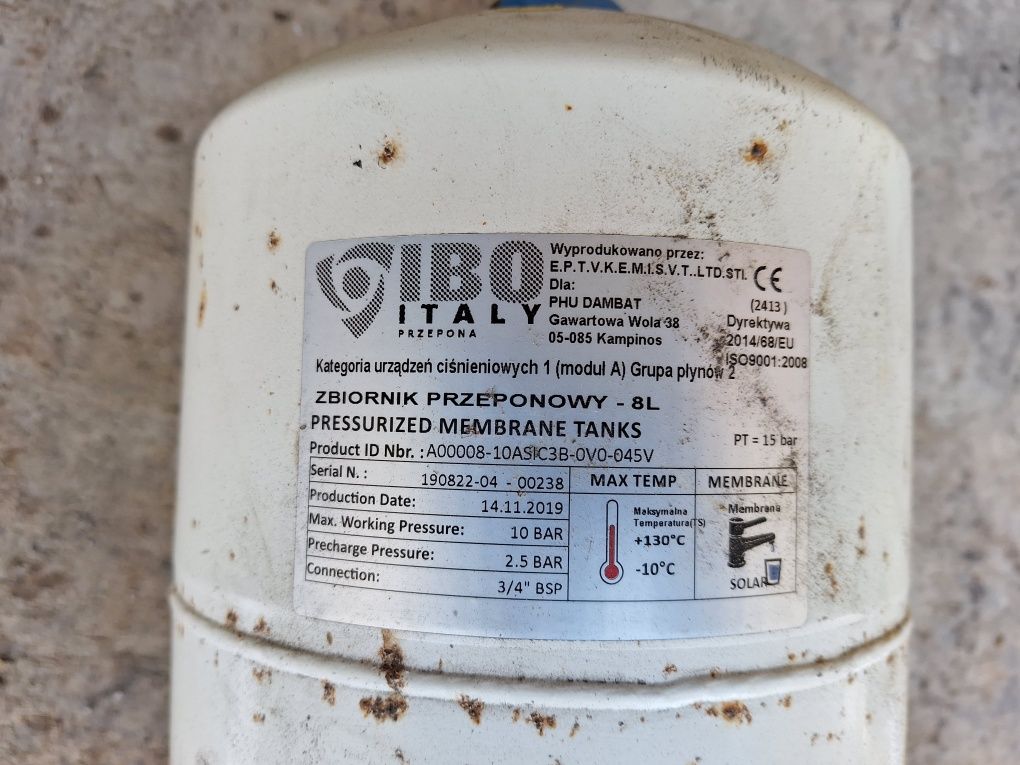 IBO
ITALY
PRZEPONA
Wyprodukowano przez:
E.P.T.V.K.E.M.I.S.V.T..LTD.STI.
Dla:
PHU DAMBAT
Gawartowa Wola 38
05-085 Kampinos
CE
(2413)
Dyrektywa
2014/68/EU
ISO9001:2008
Kategoria urządzeń ciśnieniowych 1 (moduł A) Grupa płynów 2
ZBIORNIK PRZEPONOWY - 8L
PRESSURIZED MEMBRANE TANKS
PT = 15 bar
Product ID Nbr. : A00008-10ASIC3B-0V0-045V
Serial N. : 190822-04 - 00238
Production Date: 14.11.2019
Max. Working Pressure: 10 BAR
Precharge Pressure: 2.5 BAR
Connection: 3/4" BSP
MAX TEMP
Maksymalna
Temperatura(TS)
+130°C
-10°C
MEMBRANE
Membrana
SOLAR